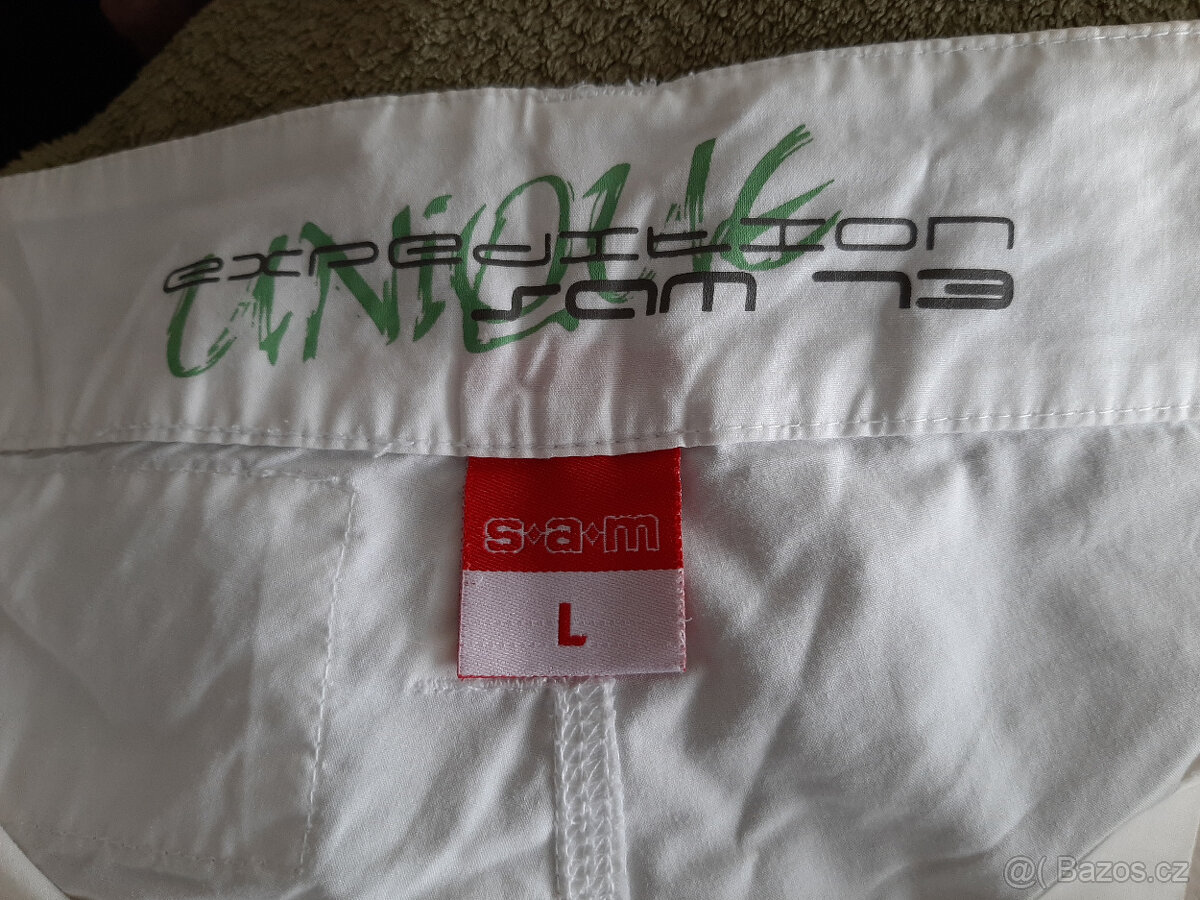 UNiQUE
expedition
sam 73
s·a·m
L
@( Bazos.cz